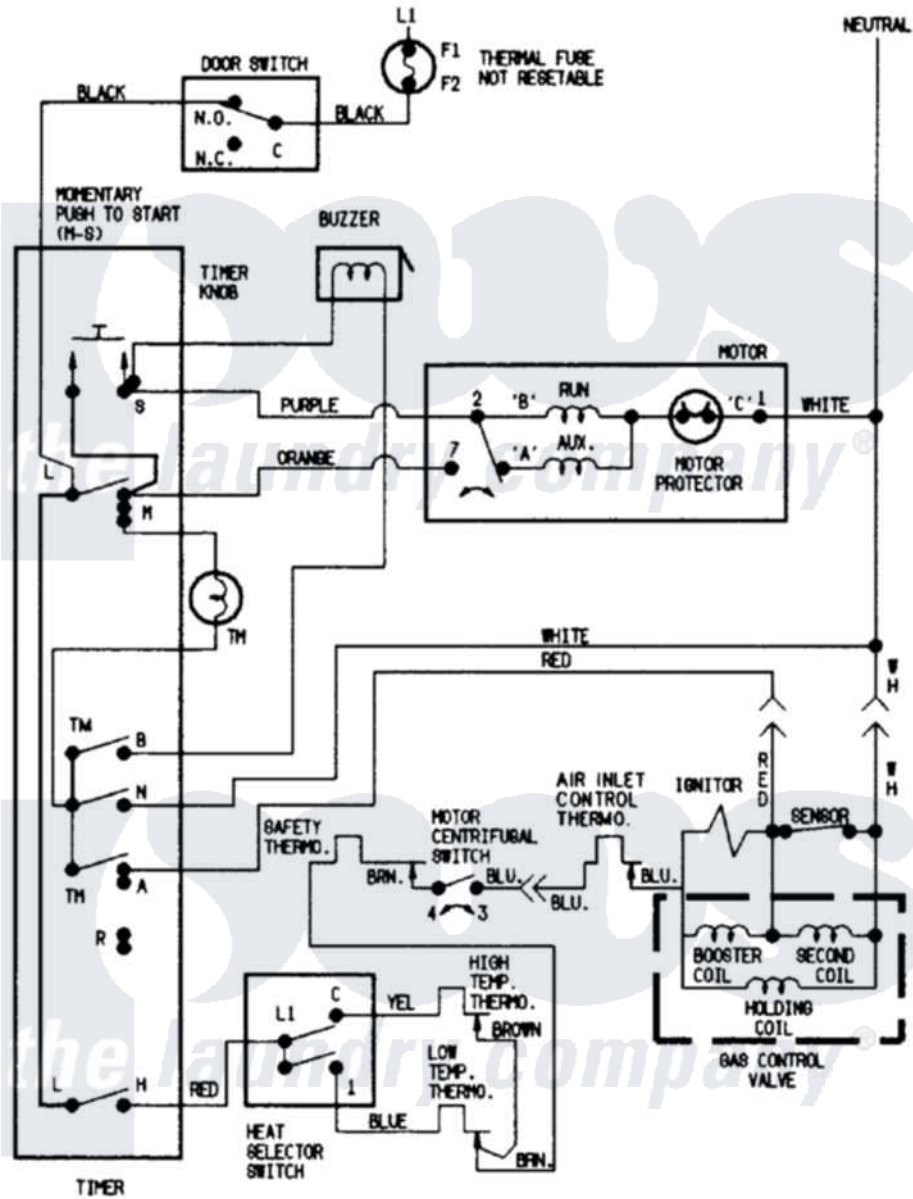 L1
NEUTRAL
F1
THERMAL FUSE
NOT RESETABLE
F2
DOOR SWITCH
BLACK
N.O.
BLACK
N.C.
C
MOMENTARY
PUSH TO START
(M-S)
BUZZER
TIMER
KNOB
MOTOR
S
PURPLE
2
'B'
RUN
'C'
1
WHITE
the laundry company®
L
ORANGE
7
'A'
AUX.
MOTOR
PROTECTOR
M
TM
WHITE
RED
WH
TM
B
N
RED
WH
AIR INLET
CONTROL
THERMO.
IGNITOR
SENSOR
SAFETY
THERMO.
MOTOR
CENTRIFUGAL
SWITCH
TM
A
BRN.
BLU.
BLU.
BLU.
4
3
R
BOOSTER
COIL
SECOND
COIL
HOLDING
COIL
GAS CONTROL
VALVE
HIGH
TEMP.
THERMO.
C
YEL
L1
BROWN
the laundry company®
LOW
TEMP.
THERMO.
L
H
RED
1
BLUE
BRN.
HEAT
SELECTOR
SWITCH
TIMER